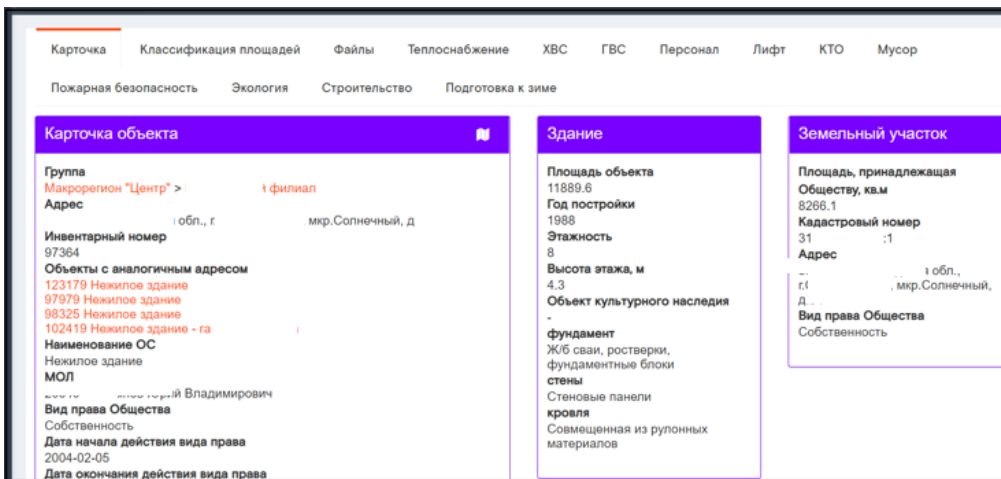 Карточка Классификация площадей Файлы Теплоснабжение ХВС ГВС Персонал Лифт КТО Мусор
Пожарная безопасность Экология Строительство Подготовка к зиме
Карточка объекта
Группа
Макрорегион "Центр" > филиал
Адрес
обл., г. мкр.Солнечный, д
Инвентарный номер
97364
Объекты с аналогичным адресом
123179 Нежилое здание
97979 Нежилое здание
98325 Нежилое здание
102419 Нежилое здание - га
Наименование ОС
Нежилое здание
МОЛ
Владимирович
Вид права Общества
Собственность
Дата начала действия вида права
2004-02-05
Дата окончания действия вида права
Здание
Площадь объекта
11889.6
Год постройки
1988
Этажность
8
Высота этажа, м
4.3
Объект культурного наследия
-
фундамент
Ж/б сваи, ростверки,
фундаментные блоки
стены
Стеновые панели
кровля
Совмещенная из рулонных
материалов
Земельный участок
Площадь, принадлежащая
Обществу, кв.м
8266.1
Кадастровый номер
31 :1
Адрес
обл.,
г. , мкр.Солнечный,
д.
Вид права Общества
Собственность